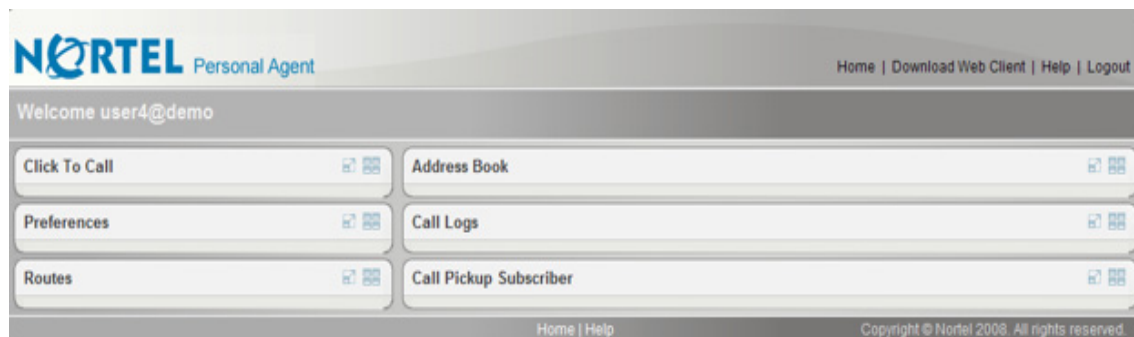 NORTEL Personal Agent
Home | Download Web Client | Help | Logout
Welcome user4@demo
Click To Call
Address Book
Preferences
Call Logs
Routes
Call Pickup Subscriber
Home | Help
Copyright © Nortel 2008. All rights reserved.